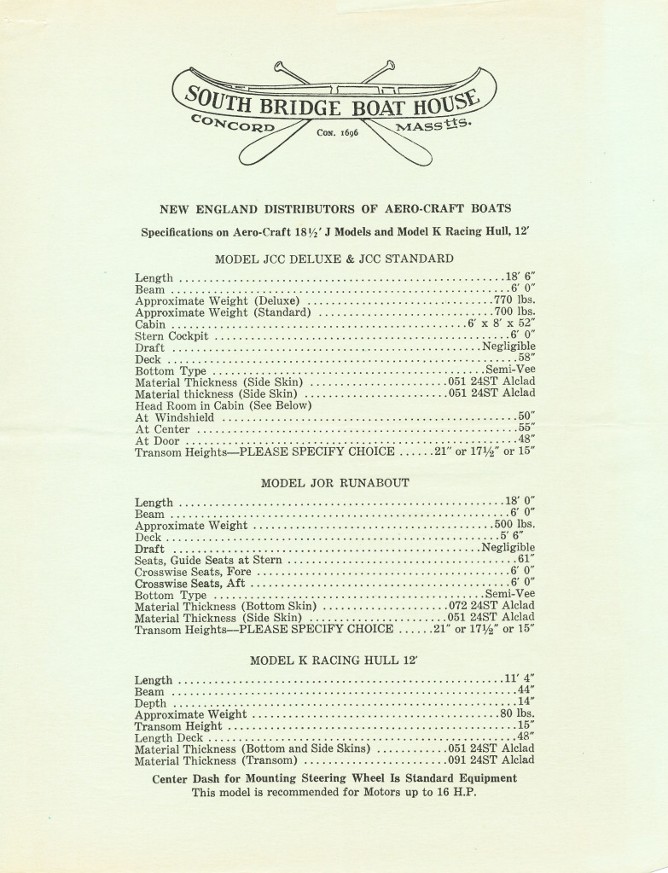 SOUTH BRIDGE BOAT HOUSE
CONCORD Con. 1696 MASStts.
NEW ENGLAND DISTRIBUTORS OF AERO-CRAFT BOATS
Specifications on Aero-Craft 18½′ J Models and Model K Racing Hull, 12′
MODEL JCC DELUXE & JCC STANDARD
Length ........................................ 18′ 6″
Beam ........................................ 6′ 0″
Approximate Weight (Deluxe) ........................ 770 lbs.
Approximate Weight (Standard) ........................ 700 lbs.
Cabin ........................................ 6′ x 8′ x 52″
Stern Cockpit ........................................ 6′ 0″
Draft ........................................ Negligible
Deck ........................................ 58″
Bottom Type ........................................ Semi-Vee
Material Thickness (Side Skin) .................. 051 24ST Alclad
Material thickness (Side Skin) .................. 051 24ST Alclad
Head Room in Cabin (See Below)
At Windshield ........................................ 50″
At Center ........................................ 55″
At Door ........................................ 48″
Transom Heights—PLEASE SPECIFY CHOICE ......21″ or 17½″ or 15″
MODEL JOR RUNABOUT
Length ........................................ 18′ 0″
Beam ........................................ 6′ 0″
Approximate Weight ........................................ 500 lbs.
Deck ........................................ 5′ 6″
Draft ........................................ Negligible
Seats, Guide Seats at Stern ........................ 61″
Crosswise Seats, Fore ........................................ 6′ 0″
Crosswise Seats, Aft ........................................ 6′ 0″
Bottom Type ........................................ Semi-Vee
Material Thickness (Bottom Skin) .................. 072 24ST Alclad
Material Thickness (Side Skin) .................. 051 24ST Alclad
Transom Heights—PLEASE SPECIFY CHOICE ......21″ or 17½″ or 15″
MODEL K RACING HULL 12′
Length ........................................ 11′ 4″
Beam ........................................ 44″
Depth ........................................ 14″
Approximate Weight ........................................ 80 lbs.
Transom Height ........................................ 15″
Length Deck ........................................ 48″
Material Thickness (Bottom and Side Skins) ...........051 24ST Alclad
Material Thickness (Transom) .................. 091 24ST Alclad
Center Dash for Mounting Steering Wheel Is Standard Equipment
This model is recommended for Motors up to 16 H.P.